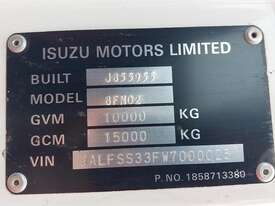 ISUZU MOTORS LIMITED
BUILT
MODEL
GVM 10000 KG
GCM 15000 KG
VIN
P. NO. 1858713380